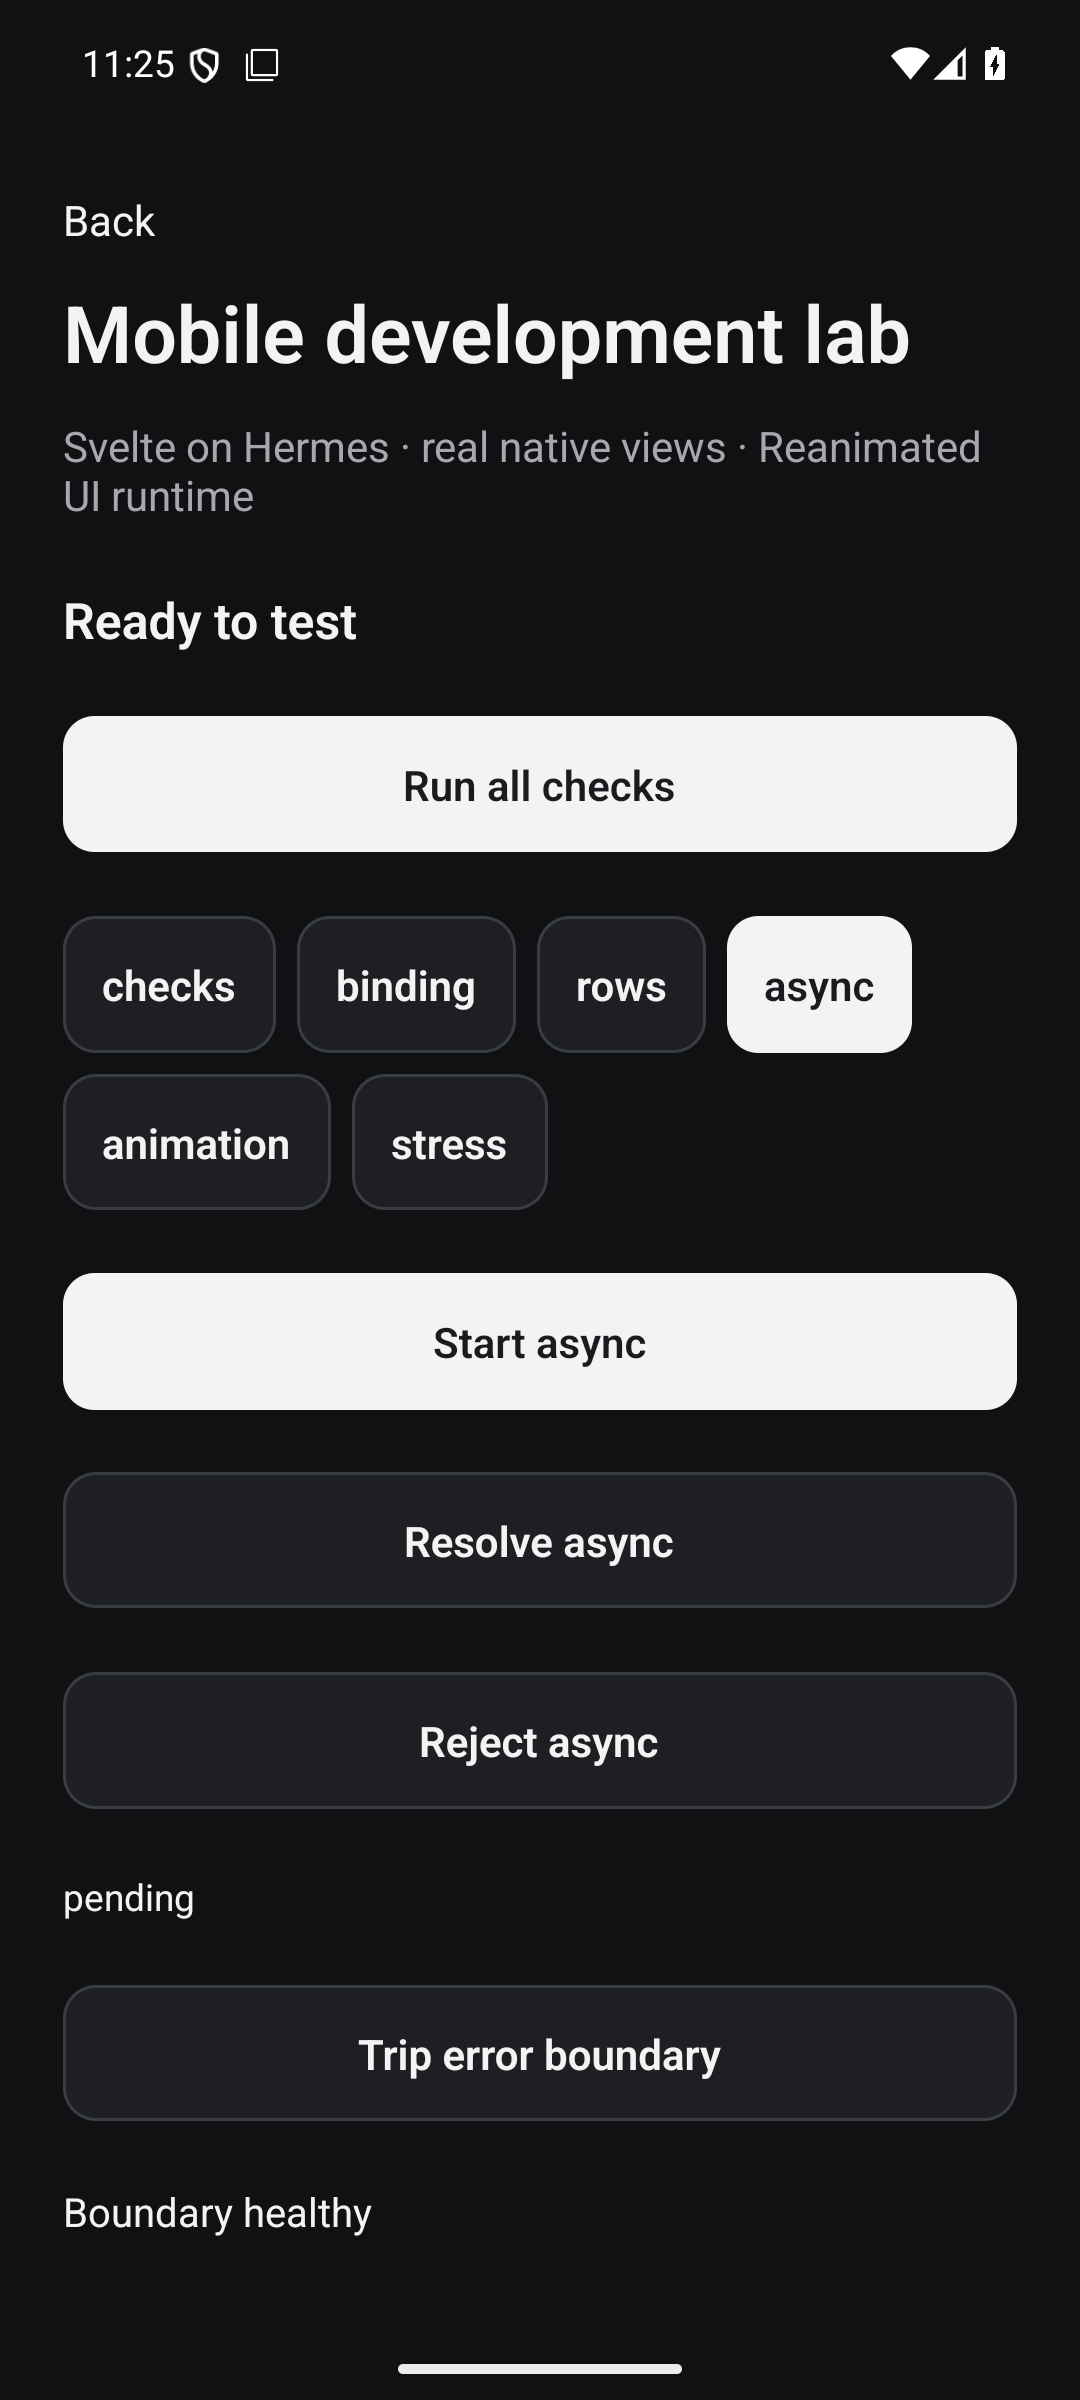 11:25
Back
Mobile development lab
Svelte on Hermes · real native views · Reanimated
UI runtime
Ready to test
Run all checks
checks
binding
rows
async
animation
stress
Start async
Resolve async
Reject async
pending
Trip error boundary
Boundary healthy